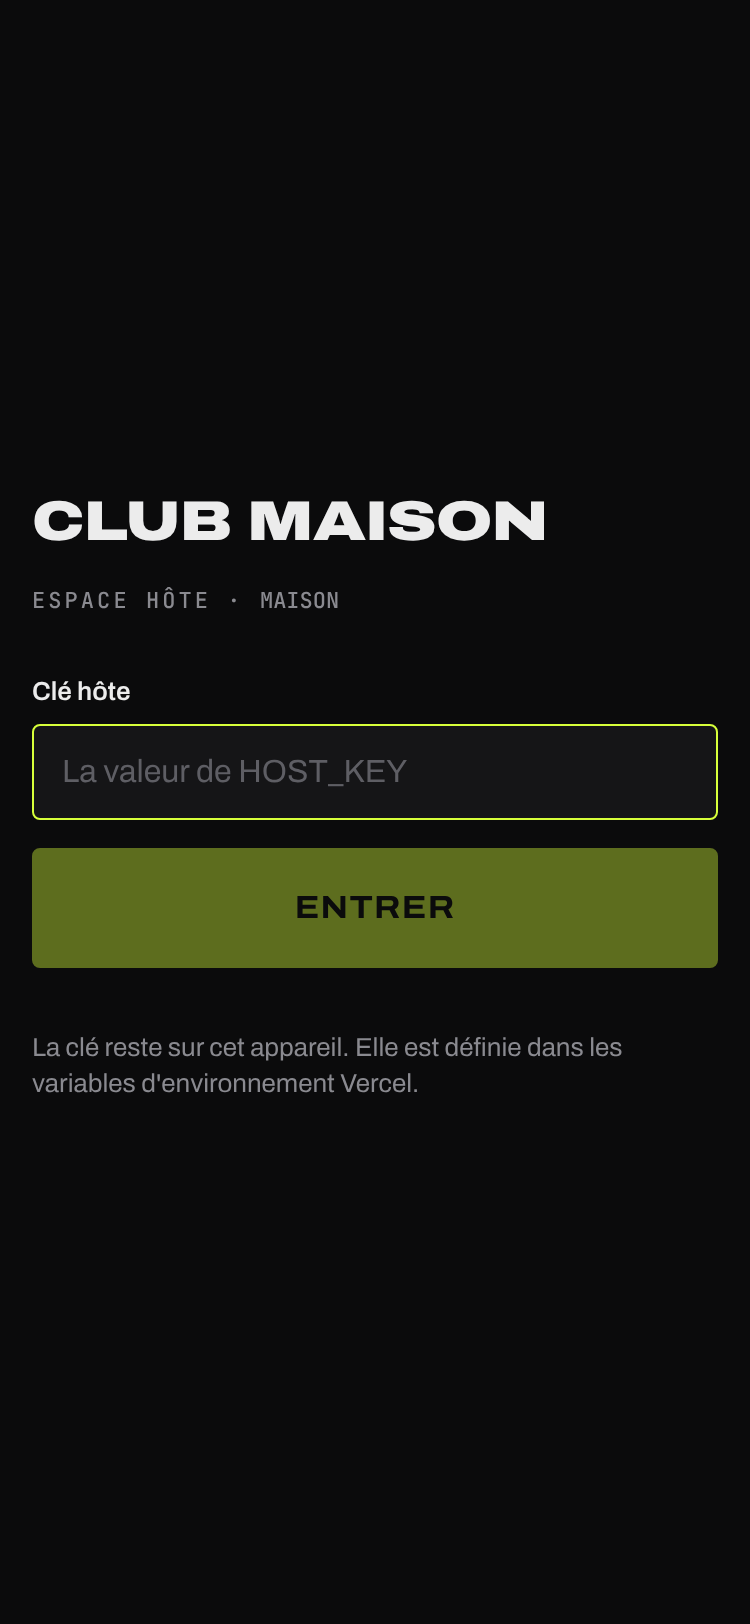 CLUB MAISON
ESPACE HÔTE · MAISON
Clé hôte
La valeur de HOST_KEY
ENTRER
La clé reste sur cet appareil. Elle est définie dans les
variables d'environnement Vercel.